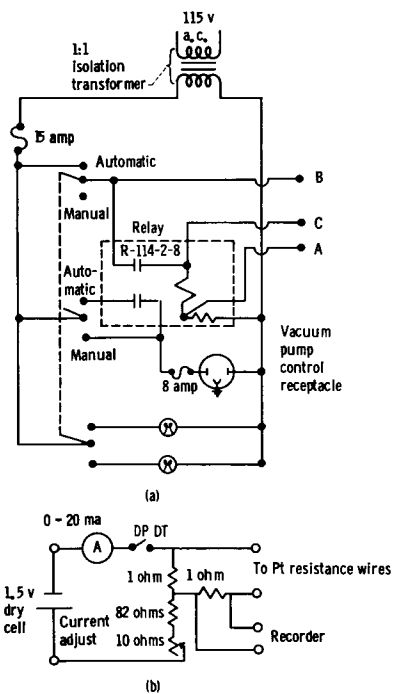 115 v
a.c.
1:1
isolation
transformer
15 amp
Automatic
B
Manual
Relay
C
R-114-2-8
A
Auto-
matic
Manual
Vacuum
pump
control
receptacle
8 amp
(a)
0-20 ma
A
DP DT
To Pt resistance wires
1 ohm
1 ohm
1.5 v
dry
cell
Current
adjust
82 ohms
10 ohms
Recorder
(b)